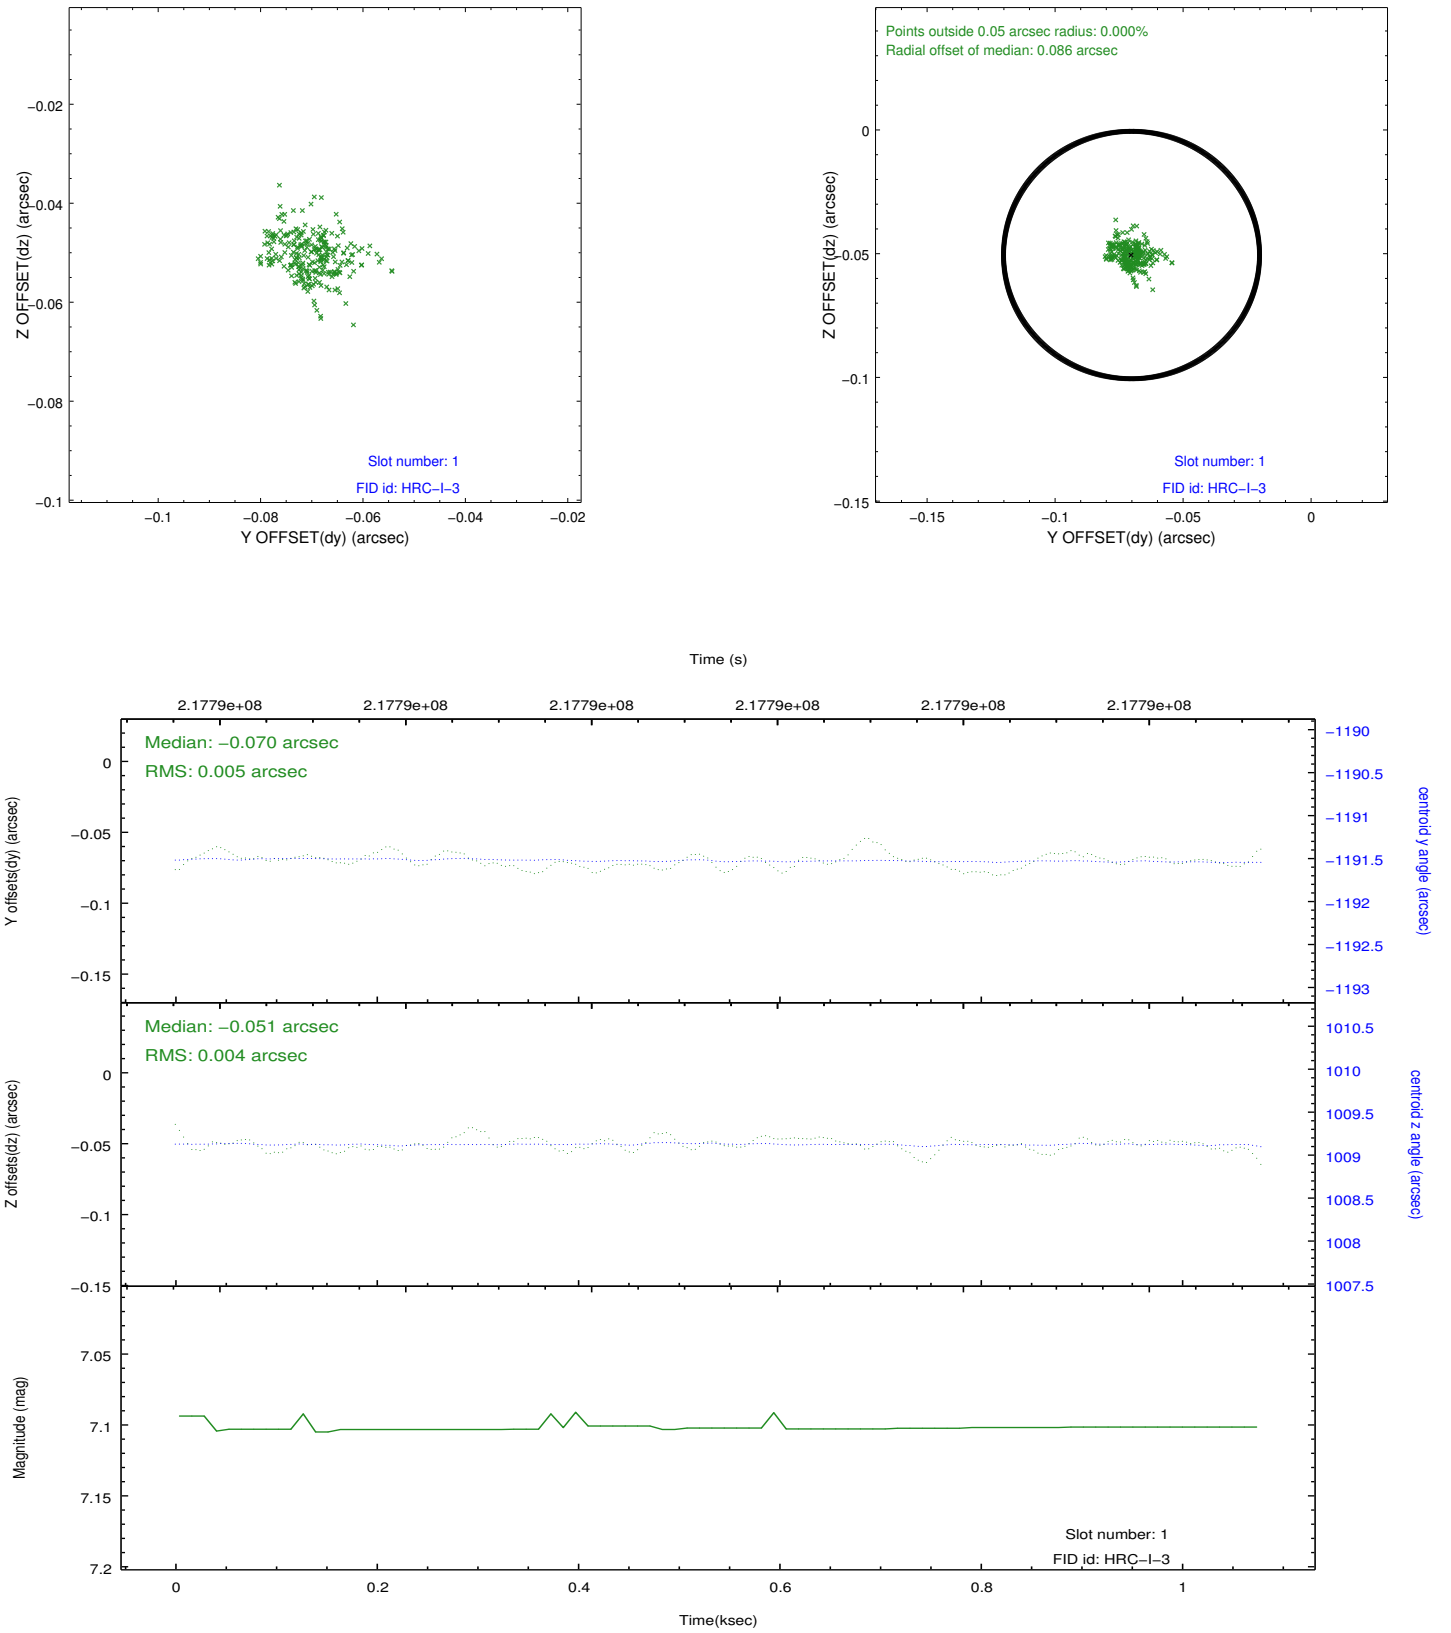 −0.02
−0.04
−0.06
−0.08
−0.1
Z OFFSET(dz) (arcsec)
Slot number: 1
FID id: HRC−I−3
−0.1 −0.08 −0.06 −0.04 −0.02
Y OFFSET(dy) (arcsec)
Points outside 0.05 arcsec radius: 0.000%
Radial offset of median: 0.086 arcsec
0
−0.05
−0.1
−0.15
Z OFFSET(dz) (arcsec)
Slot number: 1
FID id: HRC−I−3
−0.15 −0.1 −0.05 0
Y OFFSET(dy) (arcsec)
Time (s)
2.1779e+08 2.1779e+08 2.1779e+08 2.1779e+08 2.1779e+08 2.1779e+08
Median: −0.070 arcsec
RMS: 0.005 arcsec
0
−0.05
−0.1
−0.15
Y offsets(dy) (arcsec)
−1190
−1190.5
−1191
−1191.5
−1192
−1192.5
−1193
centroid y angle (arcsec)
Median: −0.051 arcsec
RMS: 0.004 arcsec
0
−0.05
−0.1
−0.15
Z offsets(dz) (arcsec)
1010.5
1010
1009.5
1009
1008.5
1008
1007.5
centroid z angle (arcsec)
7.05
7.1
7.15
7.2
Magnitude (mag)
Slot number: 1
FID id: HRC−I−3
0 0.2 0.4 0.6 0.8 1
Time(ksec)